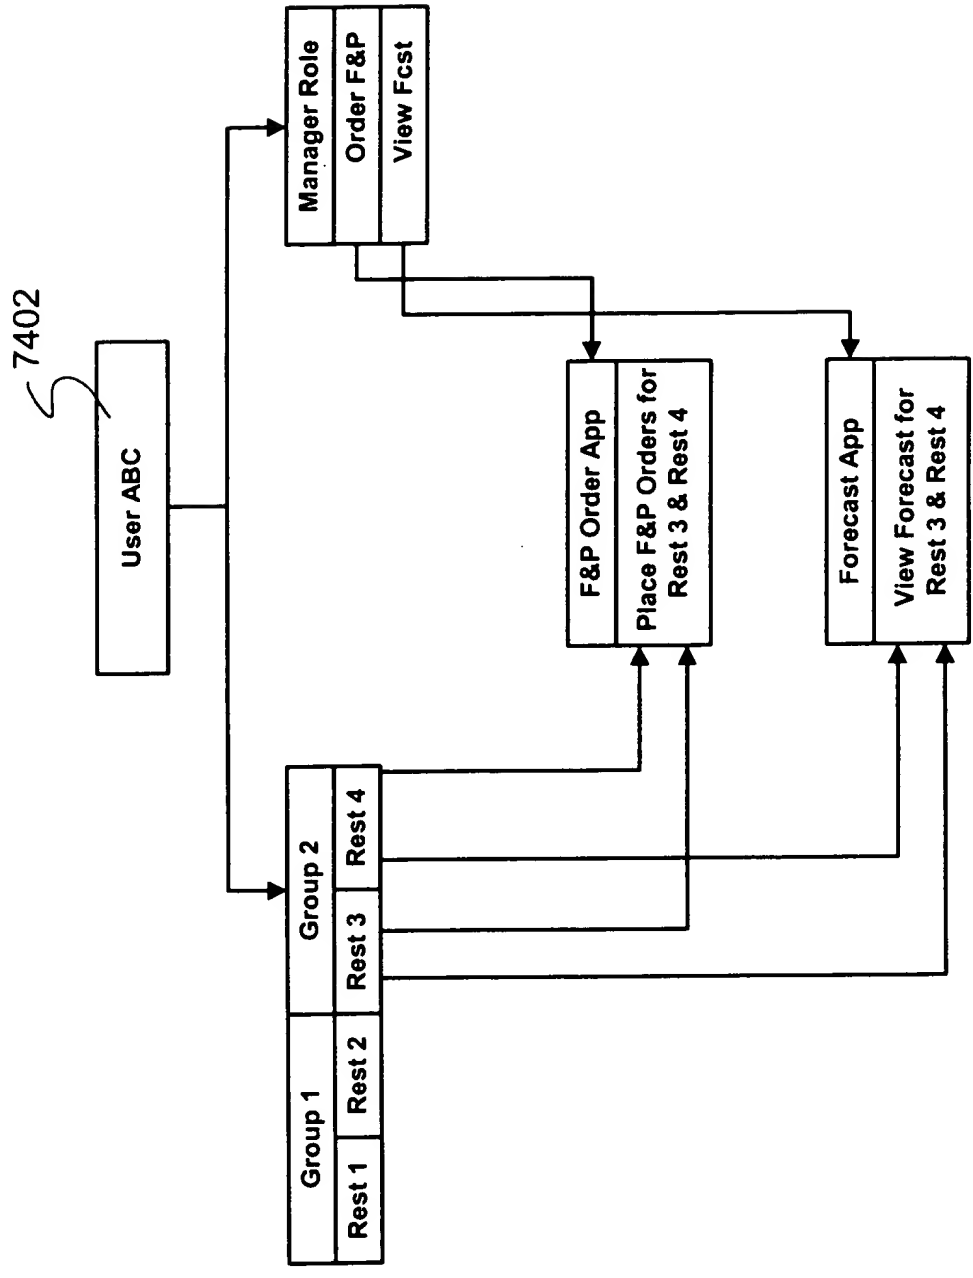 7402
User ABC
Group 1
Group 2
Rest 1
Rest 2
Rest 3
Rest 4
Manager Role
Order F&P
View Fcst
F&P Order App
Place F&P Orders for
Rest 3 & Rest 4
Forecast App
View Forecast for
Rest 3 & Rest 4